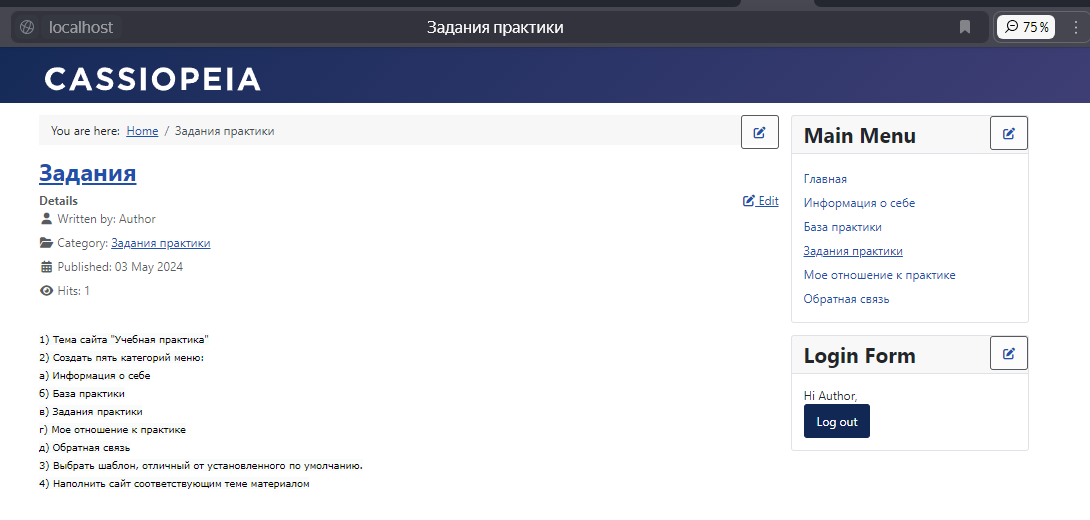 localhost
Задания практики
75%
CASSIOPEIA
You are here: Home / Задания практики
Задания
Details
Edit
Written by: Author
Category: Задания практики
Published: 03 May 2024
Hits: 1
1) Тема сайта "Учебная практика"
2) Создать пять категорий меню:
а) Информация о себе
б) База практики
в) Задания практики
г) Мое отношение к практике
д) Обратная связь
3) Выбрать шаблон, отличный от установленного по умолчанию.
4) Наполнить сайт соответствующим теме материалом
Main Menu
Главная
Информация о себе
База практики
Задания практики
Мое отношение к практике
Обратная связь
Login Form
Hi Author,
Log out